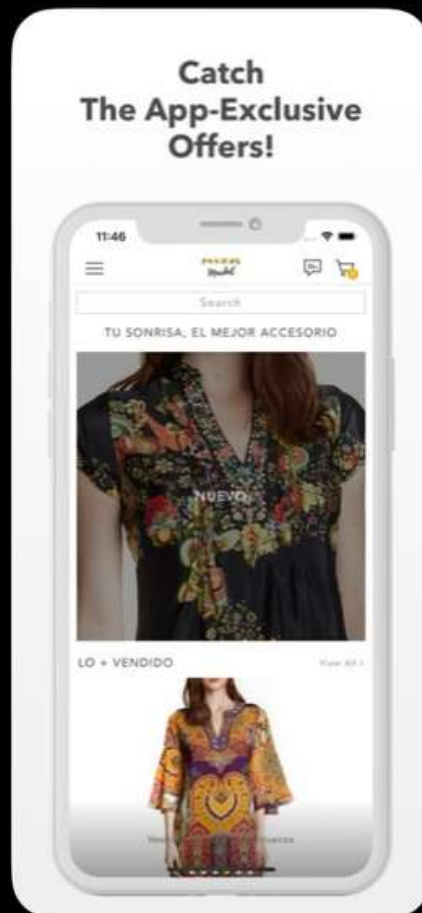 Catch
The App-Exclusive
Offers!
11:46
Search
TU SONRISA, EL MEJOR ACCESORIO
NUEVO
LO + VENDIDO
View All >